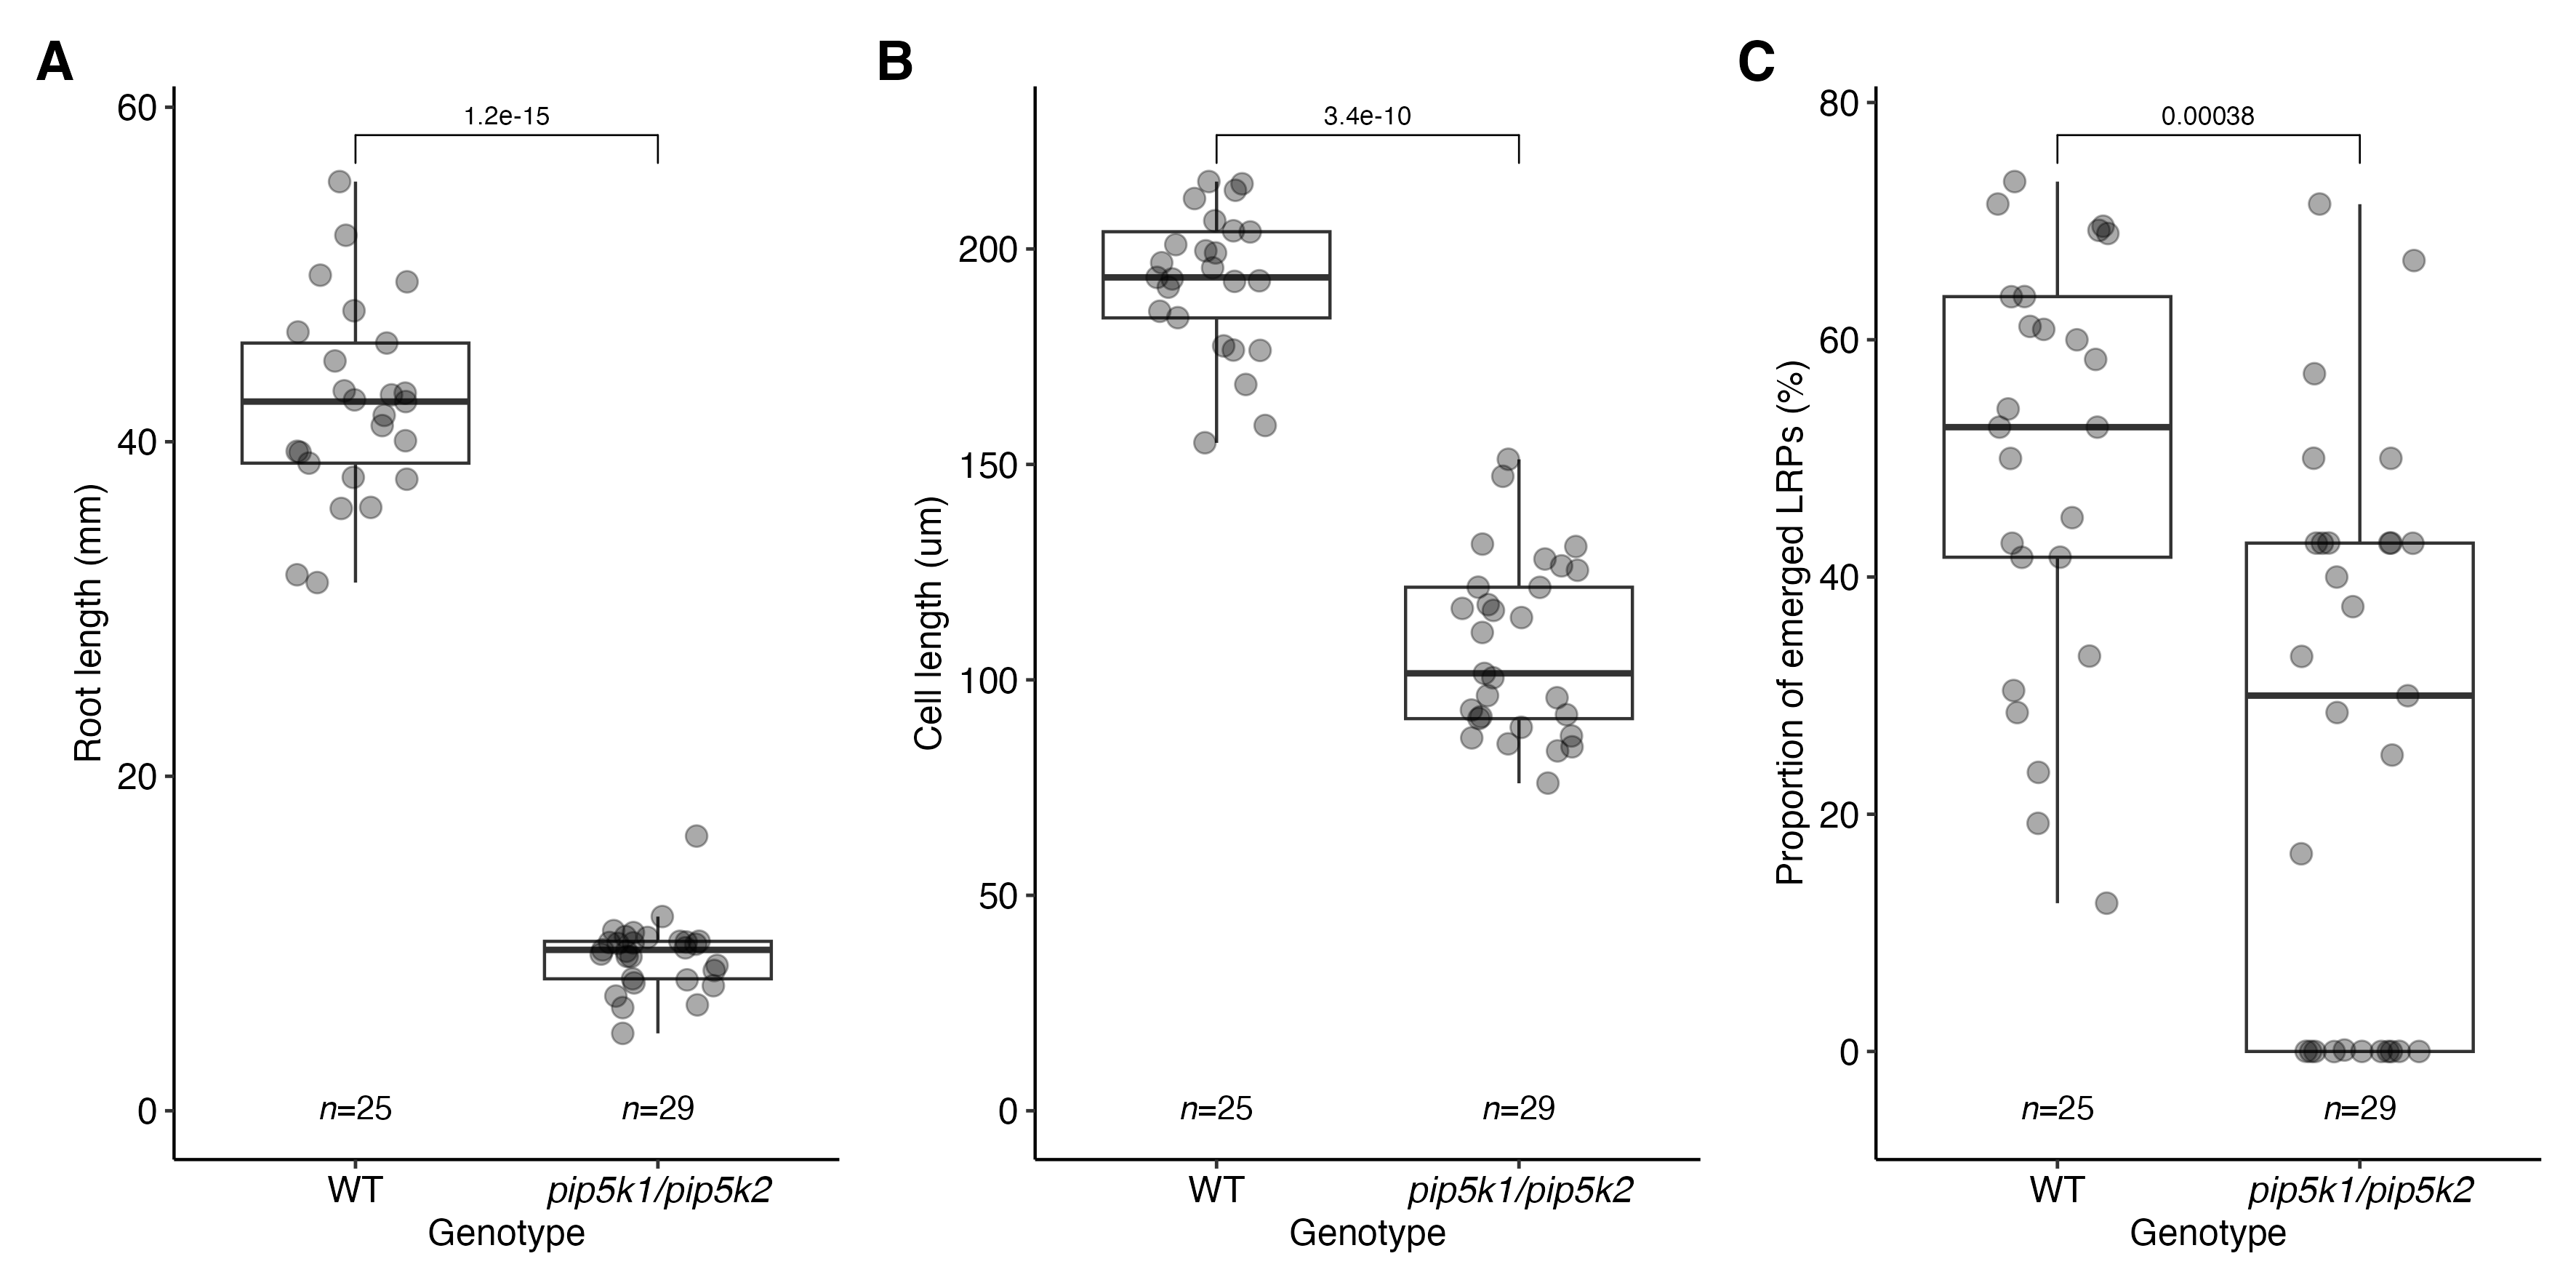 A
Root length (mm)
60
40
20
0
1.2e-15
n=25
n=29
WT
pip5k1/pip5k2
Genotype
B
Cell length (um)
200
150
100
50
0
3.4e-10
n=25
n=29
WT
pip5k1/pip5k2
Genotype
C
Proportion of emerged LRPs (%)
80
60
40
20
0
0.00038
n=25
n=29
WT
pip5k1/pip5k2
Genotype